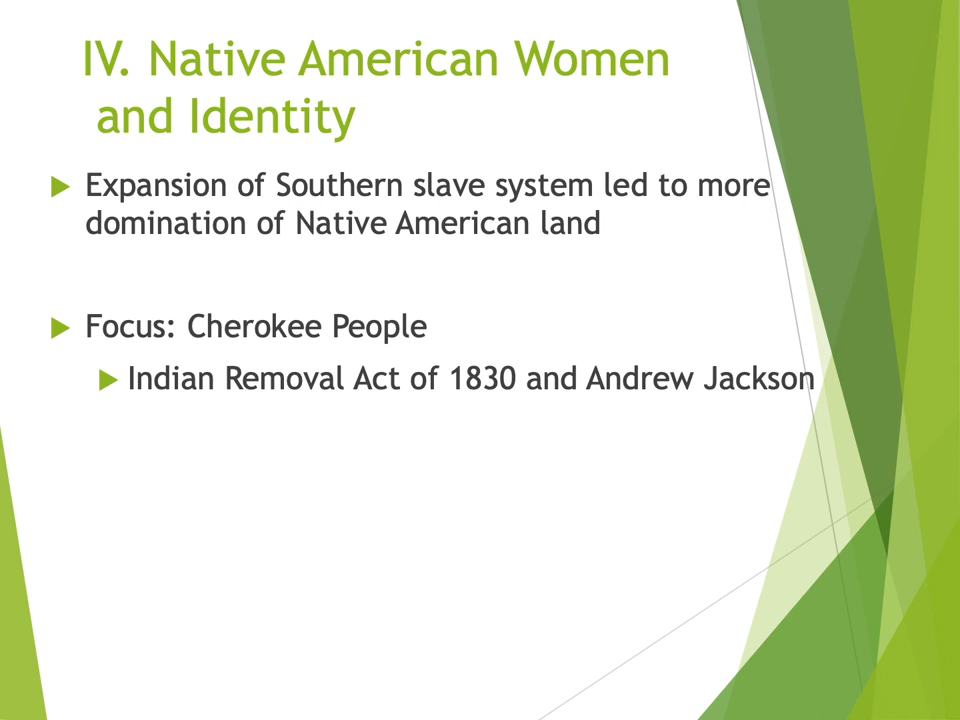 IV. Native American Women
and Identity
Expansion of Southern slave system led to more
domination of Native American land
Focus: Cherokee People
Indian Removal Act of 1830 and Andrew Jackson